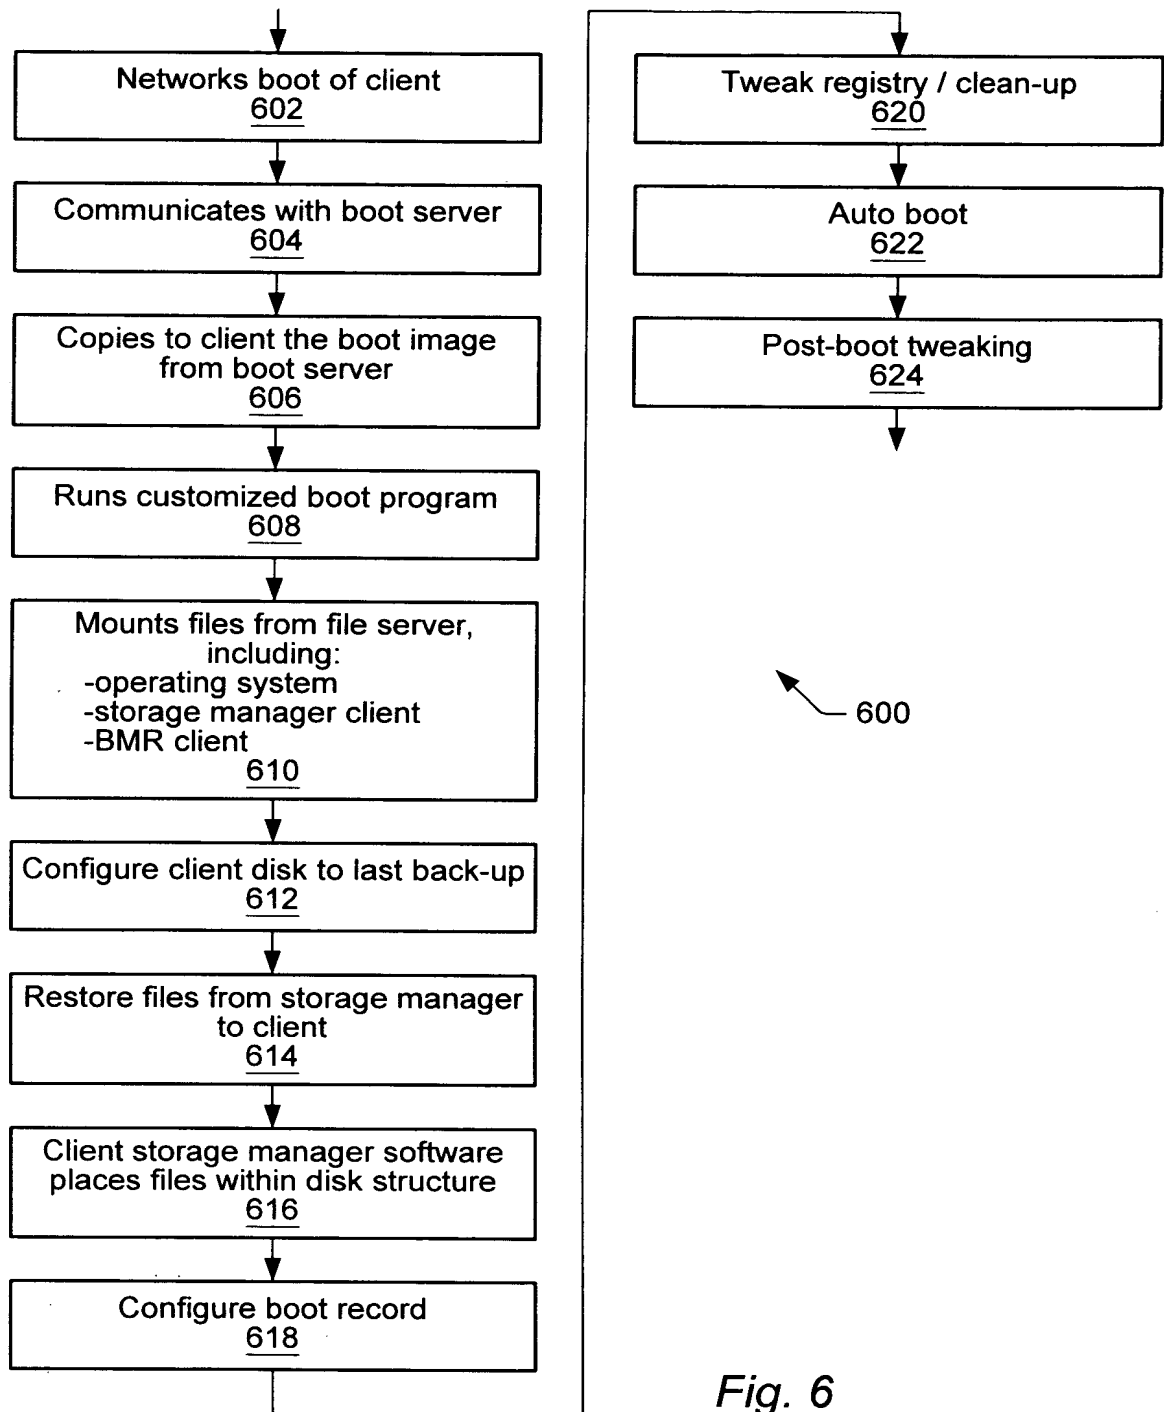 Networks boot of client
602
Communicates with boot server
604
Copies to client the boot image
from boot server
606
Runs customized boot program
608
Mounts files from file server,
including:
-operating system
-storage manager client
-BMR client
610
Configure client disk to last back-up
612
Restore files from storage manager
to client
614
Client storage manager software
places files within disk structure
616
Configure boot record
618
Tweak registry / clean-up
620
Auto boot
622
Post-boot tweaking
624
600
Fig. 6